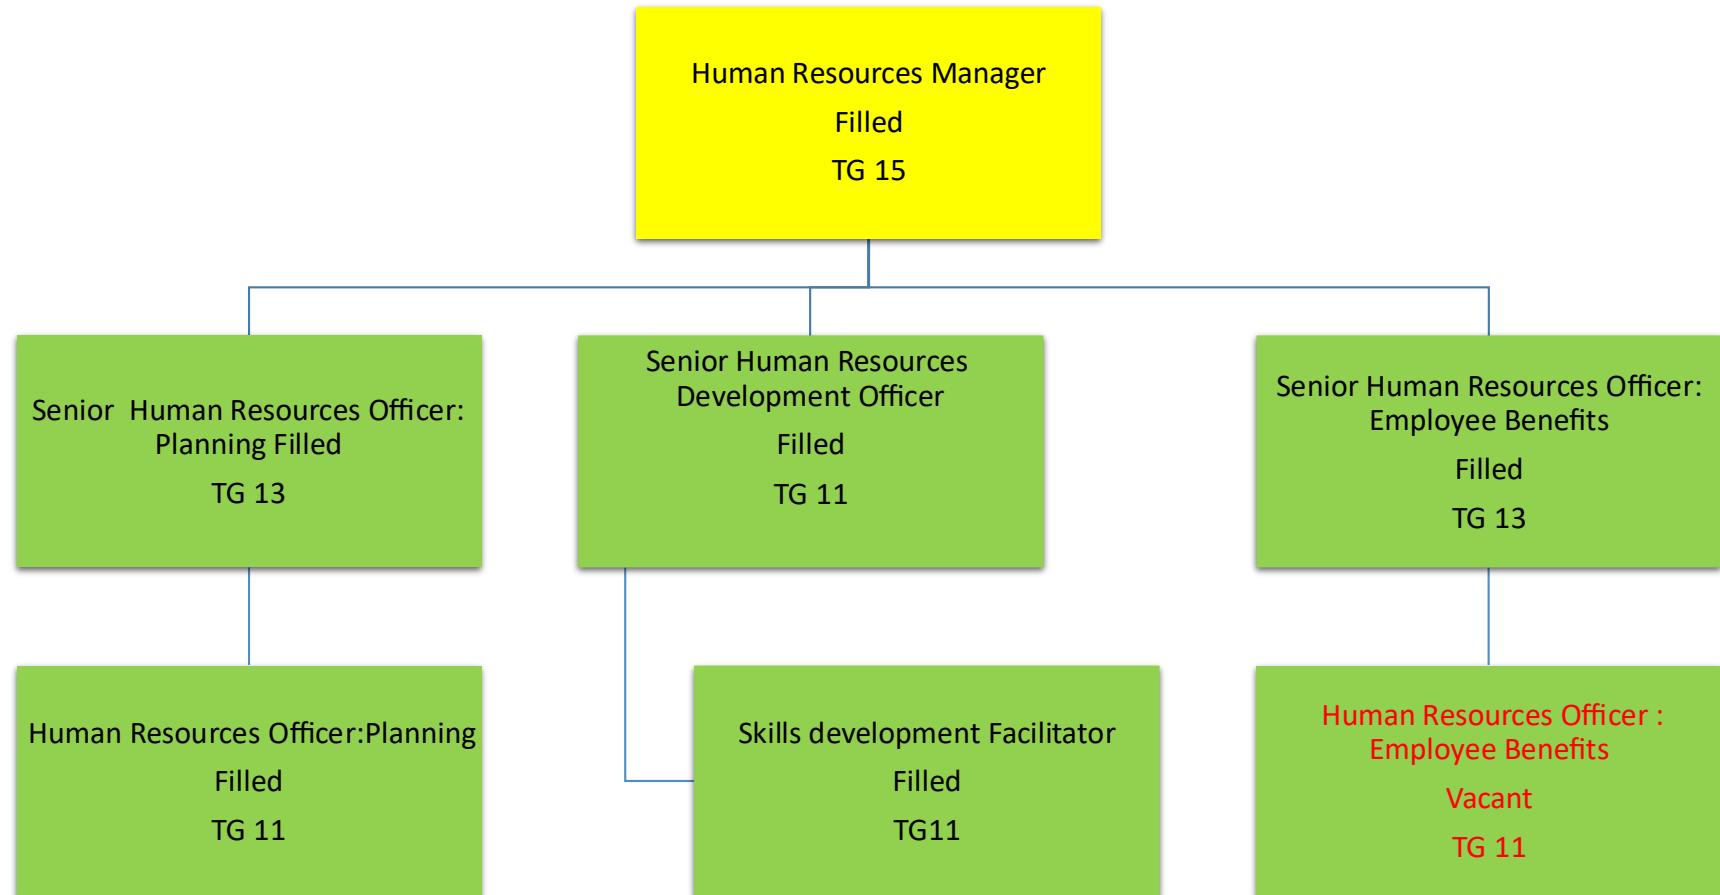 Human Resources Manager
Filled
TG 15
Senior  Human Resources Officer:
Planning Filled
TG 13
Senior Human Resources
Development Officer
Filled
TG 11
Senior Human Resources Officer:
Employee Benefits
Filled
TG 13
Human Resources Officer:Planning
Filled
TG 11
Skills development Facilitator
Filled
TG11
Human Resources Officer :
Employee Benefits
Vacant
TG 11